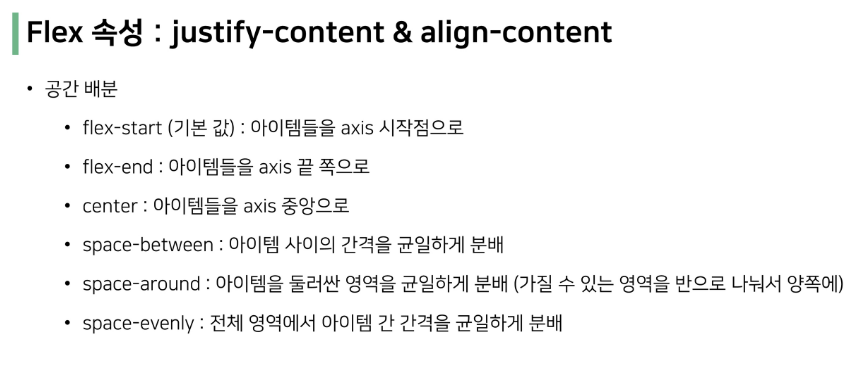 Flex 속성 : justify-content & align-content
• 공간 배분
• flex-start (기본 값) : 아이템들을 axis 시작점으로
• flex-end : 아이템들을 axis 끝 쪽으로
• center : 아이템들을 axis 중앙으로
• space-between : 아이템 사이의 간격을 균일하게 분배
• space-around : 아이템을 둘러싼 영역을 균일하게 분배 (가질 수 있는 영역을 반으로 나눠서 양쪽에)
• space-evenly : 전체 영역에서 아이템 간 간격을 균일하게 분배